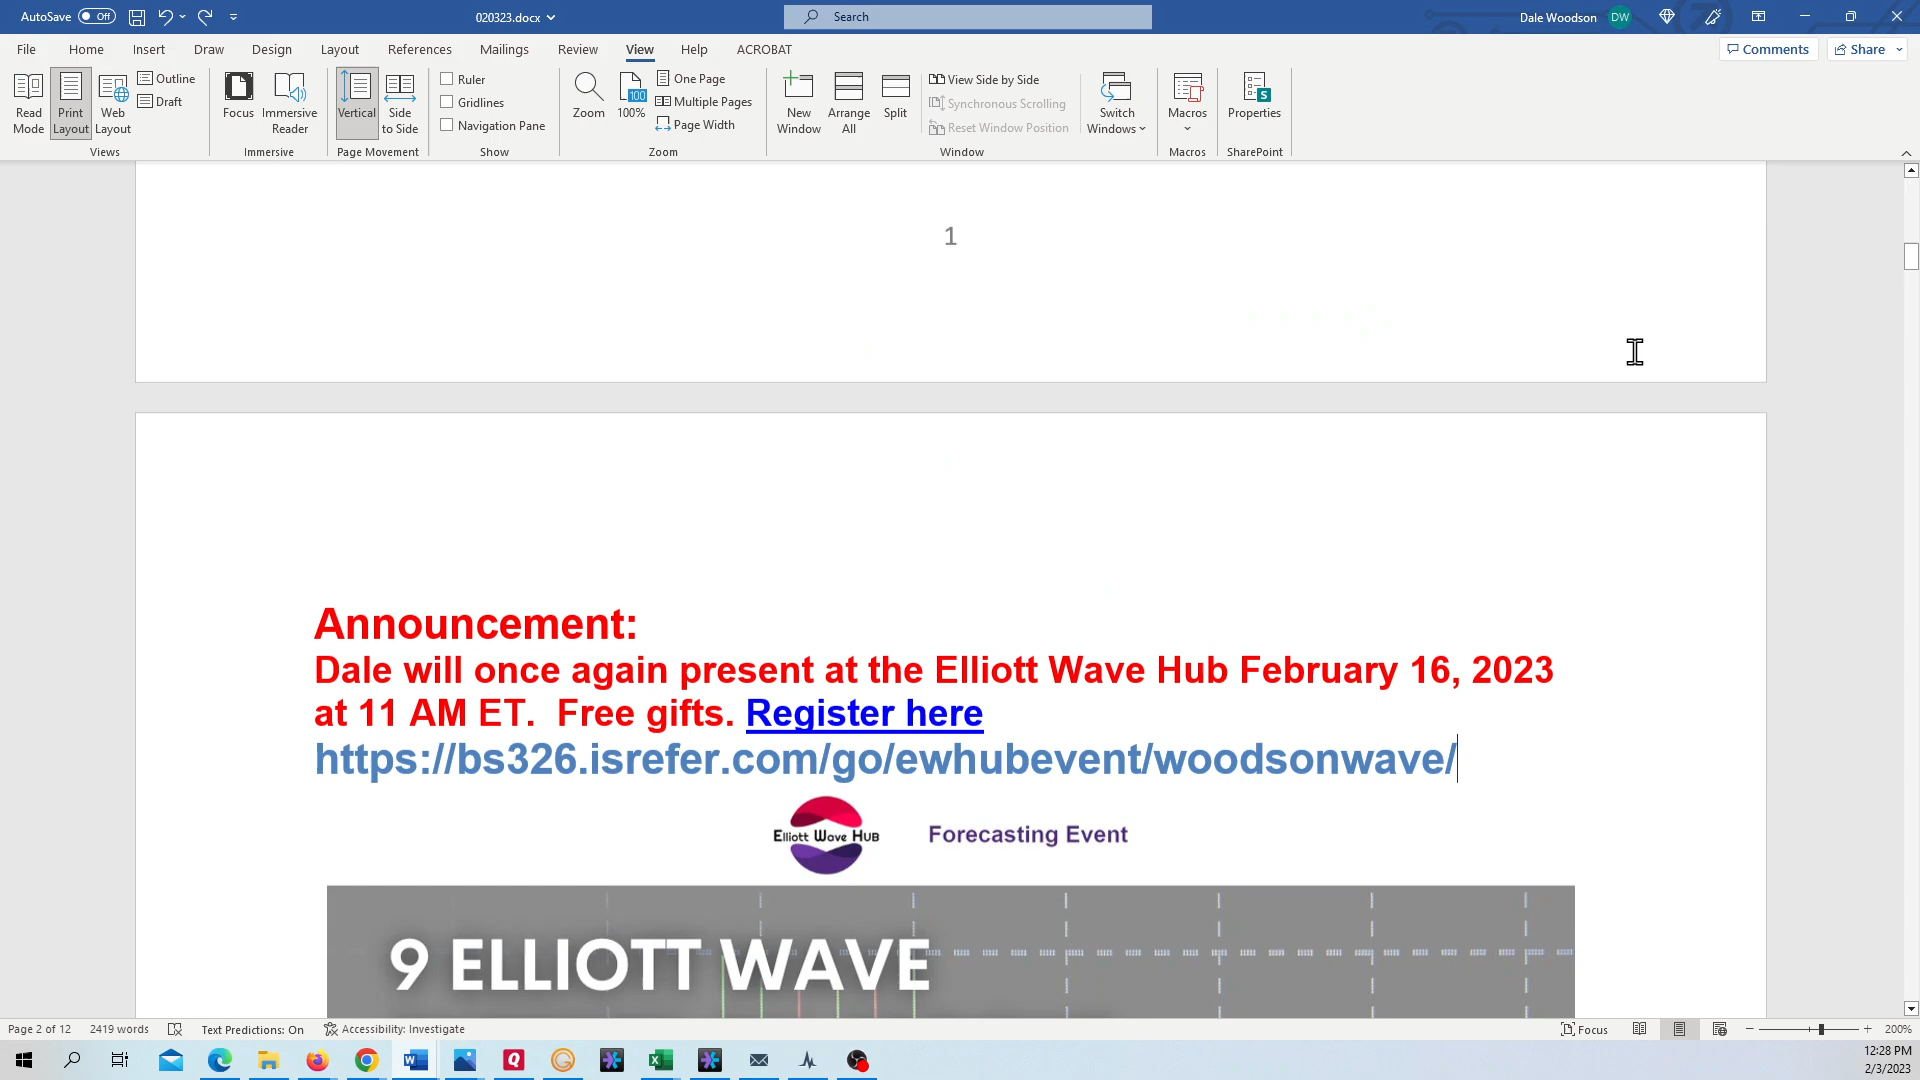 AutoSave Off
020323.docx
Search
Dale Woodson DW
File Home Insert Draw Design Layout References Mailings Review View Help ACROBAT
Comments Share
Read Mode
Print Layout
Web Layout
Outline
Draft
Views
Focus
Immersive Reader
Immersive
Vertical
Side to Side
Page Movement
Ruler
Gridlines
Navigation Pane
Show
Zoom
100
100%
One Page
Multiple Pages
Page Width
Zoom
New Window
Arrange All
Split
View Side by Side
Synchronous Scrolling
Reset Window Position
Switch Windows
Window
Macros
Macros
Properties
SharePoint
1
Announcement:
Dale will once again present at the Elliott Wave Hub February 16, 2023
at 11 AM ET. Free gifts. Register here
https://bs326.isrefer.com/go/ewhubevent/woodsonwave/
Elliott Wave Hub
Forecasting Event
9 ELLIOTT WAVE
Page 2 of 12 2419 words Text Predictions: On Accessibility: Investigate
Focus
200%
12:28 PM
2/3/2023